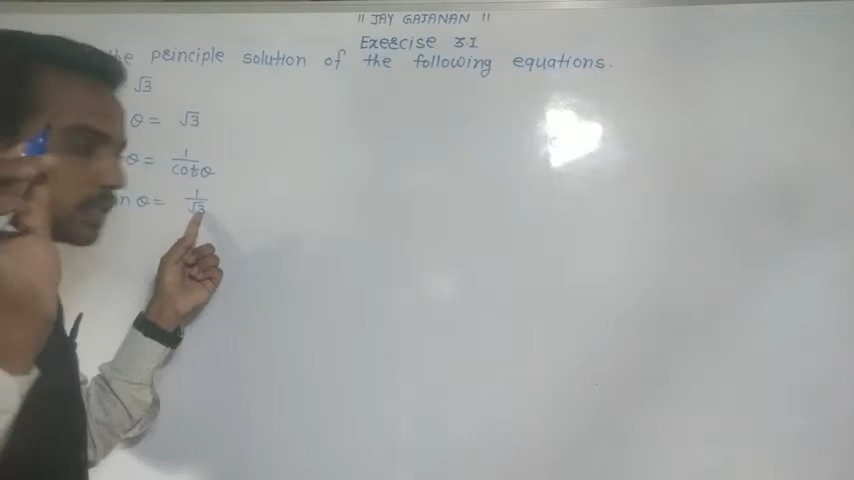 || JAY GAJANAN ||
Exercise 3.1
the principle solution of the following equations.
√3
θ = √3
θ = 1/cotθ
n θ = 1/√3